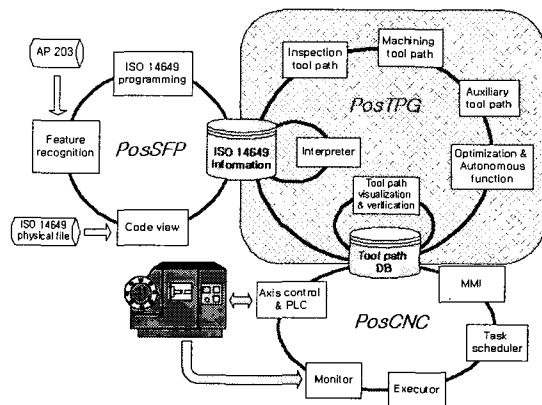 AP 203
ISO 14649
programming
Feature
recognition
PosSFP
ISO 14649
Information
Code view
ISO 14649
physical file
Inspection
tool path
Machining
tool path
PosTPG
Auxiliary
tool path
Interpreter
Optimization &
Autonomous
function
Tool path
visualization
& verification
Tool path
DB
Axis control
& PLC
MMI
PosCNC
Task
scheduler
Monitor
Executor